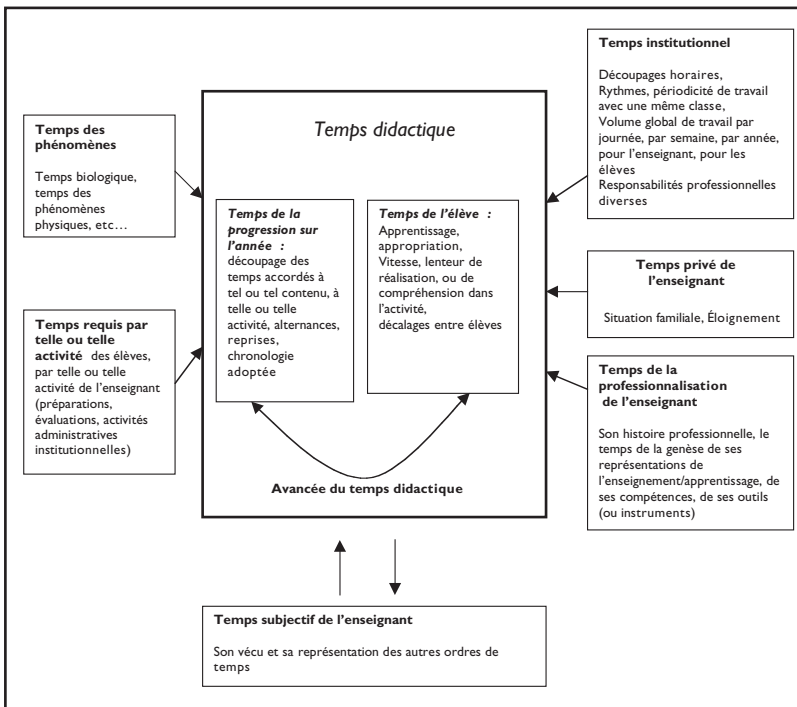 Temps institutionnel
Découpages horaires,
Rythmes, périodicité de travail
avec une même classe,
Volume global de travail par
journée, par semaine, par année,
pour l’enseignant, pour les
élèves
Responsabilités professionnelles
diverses
Temps didactique
Temps des
phénomènes
Temps biologique,
temps des
phénomènes
physiques, etc…
Temps de la
progression sur
l’année :
découpage des
temps accordés à
tel ou tel contenu, à
telle ou telle
activité, alternances,
reprises,
chronologie
adoptée
Temps de l’élève :
Apprentissage,
appropriation,
Vitesse, lenteur de
réalisation, ou de
compréhension dans
l’activité,
décalages entre élèves
Temps privé de
l’enseignant
Situation familiale, Éloignement
Temps requis par
telle ou telle
activité des élèves,
par telle ou telle
activité de l’enseignant
(préparations,
évaluations, activités
administratives
institutionnelles)
Temps de la
professionnalisation
de l’enseignant
Son histoire professionnelle, le
temps de la genèse de ses
représentations de
l’enseignement/apprentissage, de
ses compétences, de ses outils
(ou instruments)
Avancée du temps didactique
Temps subjectif de l’enseignant
Son vécu et sa représentation des autres ordres de
temps